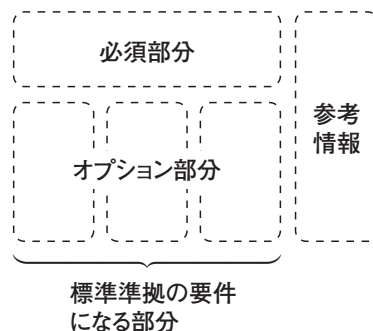 必須部分
参考
情報
オプション部分
標準準拠の要件
になる部分